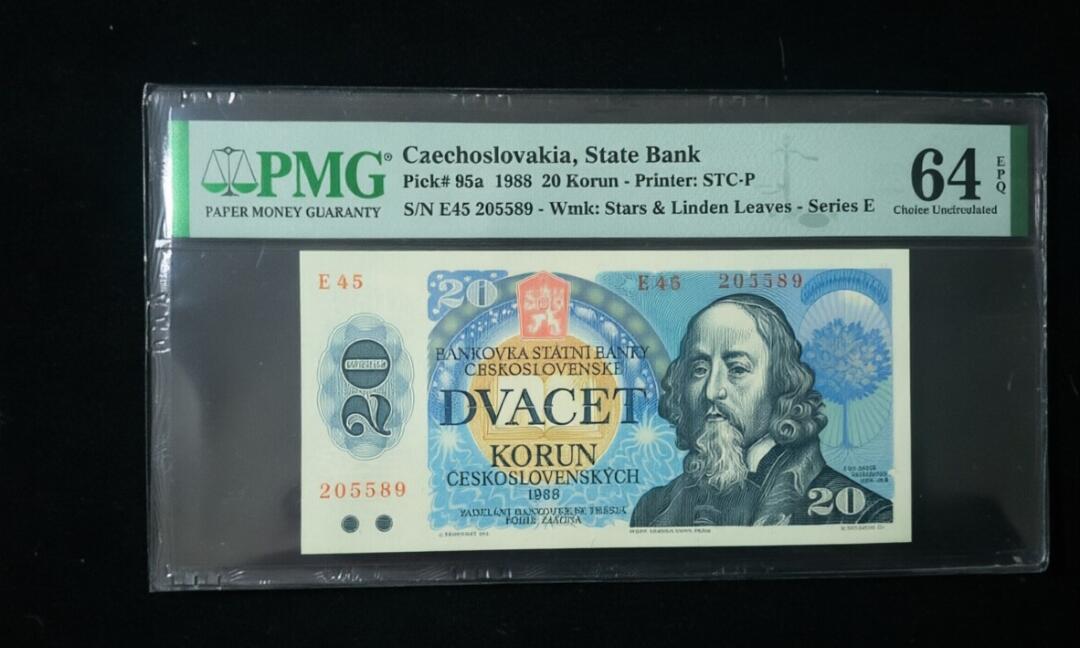 PMG®
PAPER MONEY GUARANTY
Caechoslovakia, State Bank
Pick# 95a 1988 20 Korun - Printer: STC-P
S/N E45 205589 - Wmk: Stars & Linden Leaves - Series E
64
EPQ
Choice Uncirculated
E 45
20
E 46 205589
BANKOVKA STÁTNÍ BANKY
ČESKOSLOVENSKÉ
DVACET
KORUN
ČESKOSLOVENSKÝCH
1988
20
205589
20